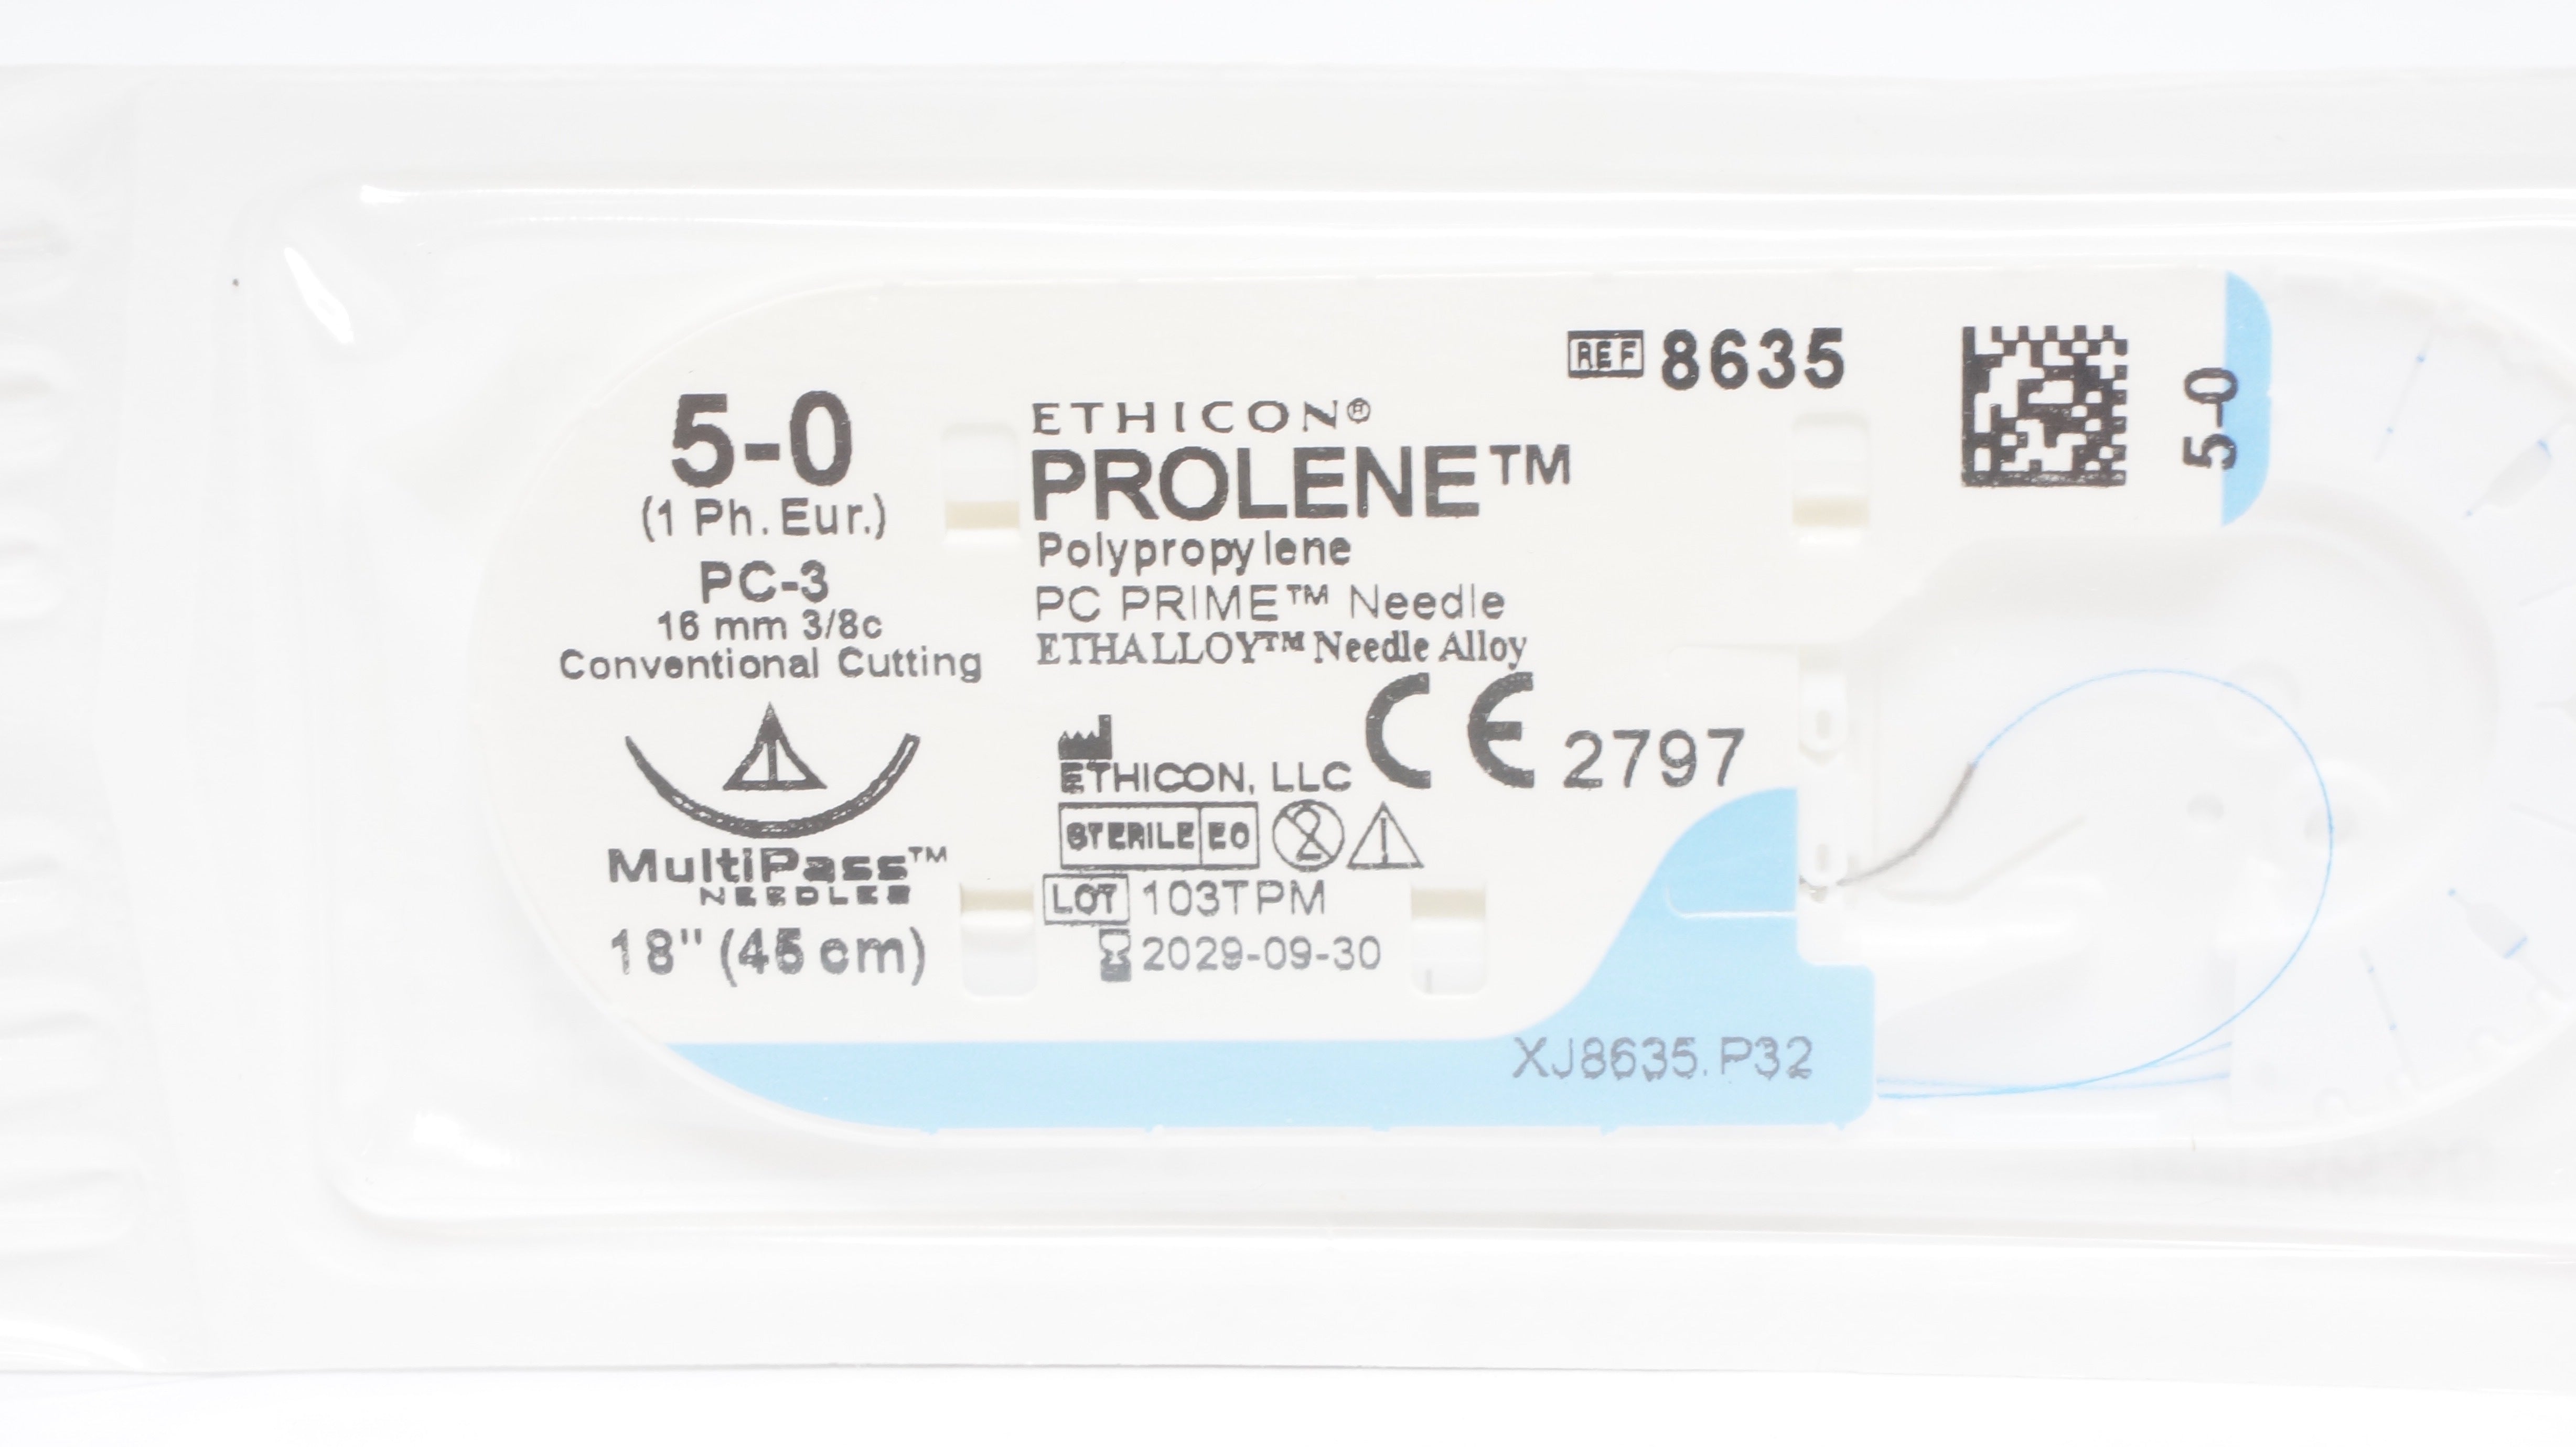 REF 8635
5-0
5-0
(1 Ph. Eur.)
PC-3
16 mm 3/8c
Conventional Cutting
MultiPass™
NEEDLES
18" (45 cm)
ETHICON®
PROLENE™
Polypropylene
PC PRIME™ Needle
ETHALLOY™ Needle Alloy
ETHICON, LLC
CE 2797
STERILE EO
LOT 103TPM
2029-09-30
XJ8635.P32